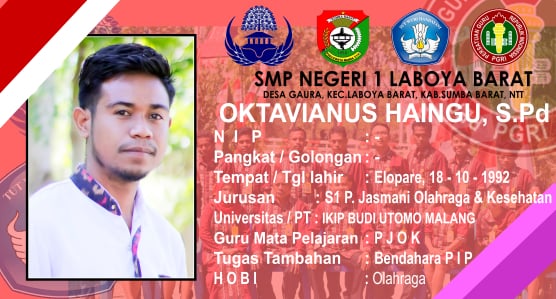 SMP NEGERI 1 LABOYA BARAT
DESA GAURA, KEC.LABOYA BARAT, KAB.SUMBA BARAT, NTT
OKTAVIANUS HAINGU, S.Pd
N I P :
Pangkat / Golongan : -
Tempat / Tgl lahir : Elopare, 18 - 10 - 1992
Jurusan : S1 P. Jasmani Olahraga & Kesehatan
Universitas / PT : IKIP BUDI UTOMO MALANG
Guru Mata Pelajaran : P J O K
Tugas Tambahan : Bendahara P I P
H O B I : Olahraga
PGRI